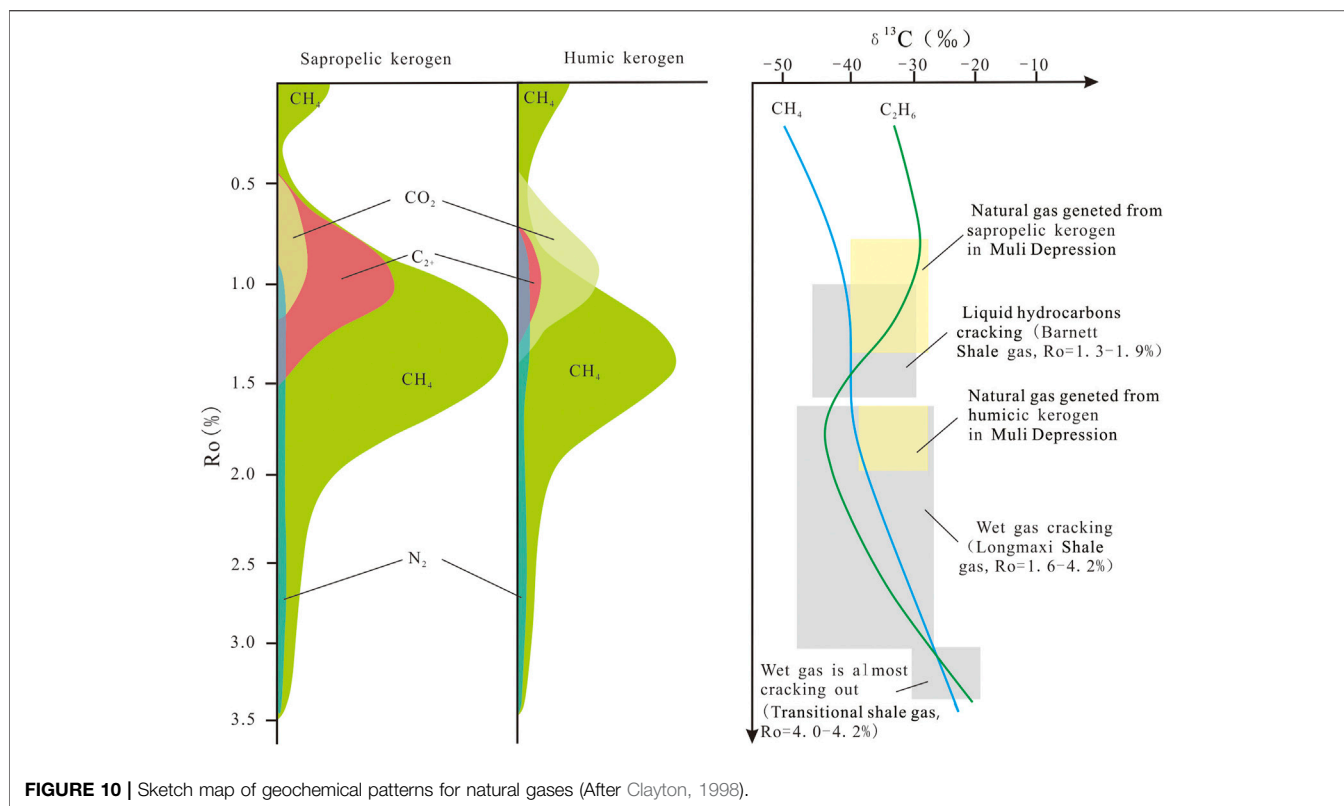 δ ¹³C (‰)
Sapropelic kerogen
Humic kerogen
-50
-40
-30
-20
-10
CH₄
CH₄
CH₄
C₂H₆
0.5
CO₂
C₂₊
1.0
CH₄
CH₄
1.5
Ro(%)
2.0
N₂
2.5
3.0
3.5
Natural gas geneted from
sapropelic kerogen
in Muli Depression
Liquid hydrocarbons
cracking (Barnett
Shale gas, Ro=1.3-1.9%)
Natural gas geneted from
humicic kerogen
in Muli Depression
Wet gas cracking
(Longmaxi Shale
gas, Ro=1.6-4.2%)
Wet gas is almost
cracking out
(Transitional shale gas,
Ro=4.0-4.2%)
FIGURE 10 | Sketch map of geochemical patterns for natural gases (After Clayton, 1998).